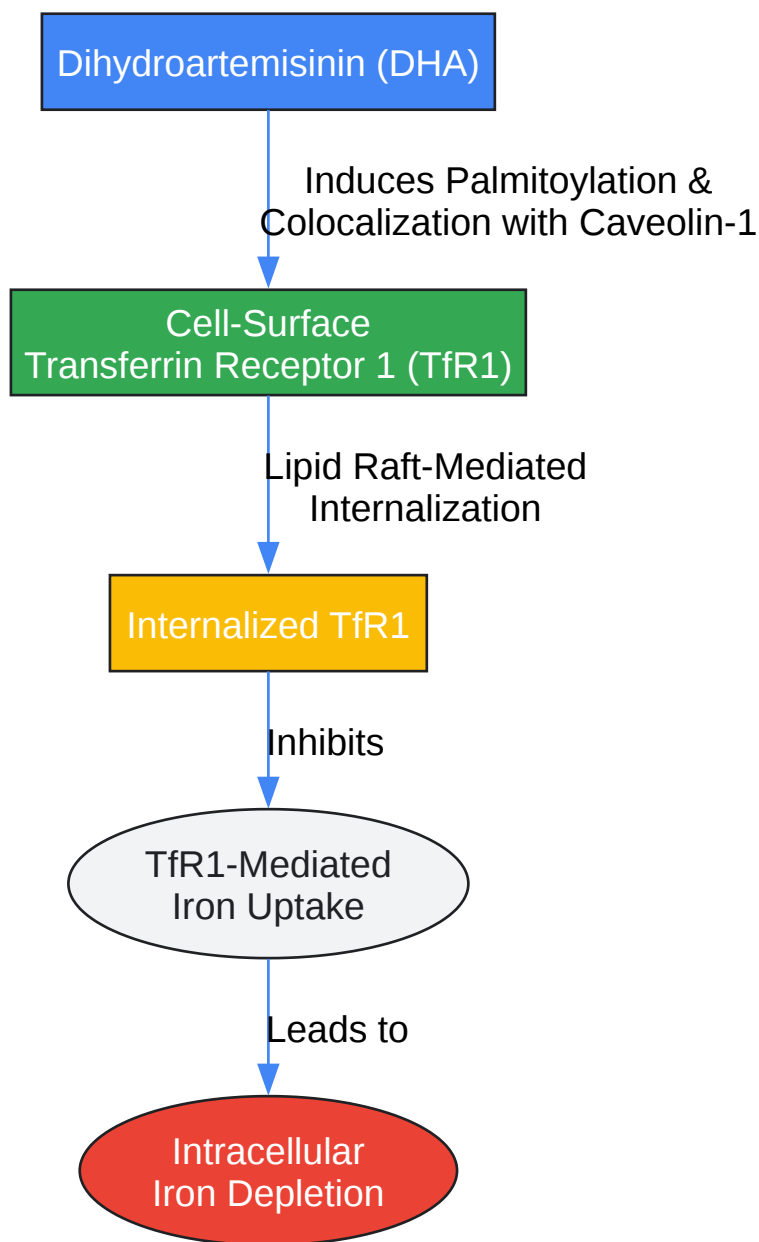 Dihydroartemisinin (DHA)
Induces Palmitoylation &
Colocalization with Caveolin-1
Cell-Surface
Transferrin Receptor 1 (TfR1)
Lipid Raft-Mediated
Internalization
Internalized TfR1
Inhibits
TfR1-Mediated
Iron Uptake
Leads to
Intracellular
Iron Depletion